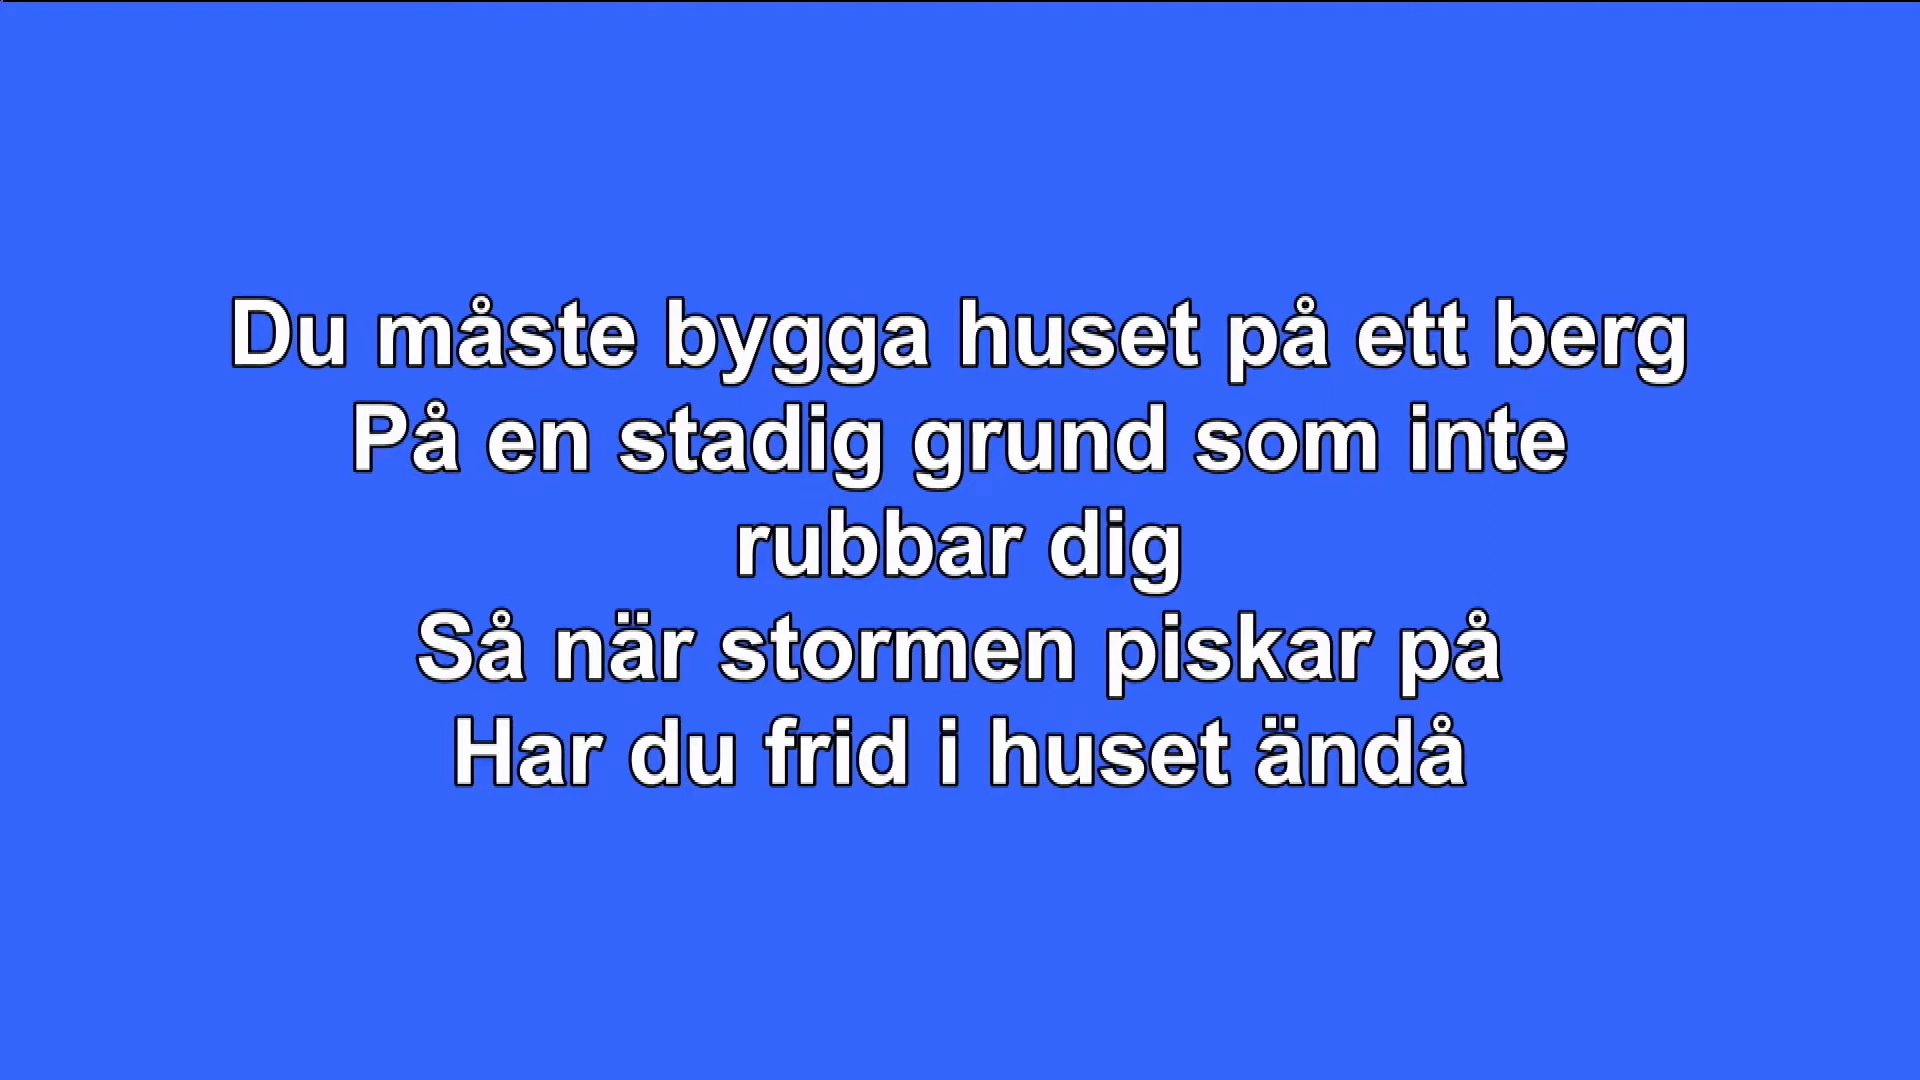 Du måste bygga huset på ett berg
På en stadig grund som inte
rubbar dig
Så när stormen piskar på
Har du frid i huset ändå